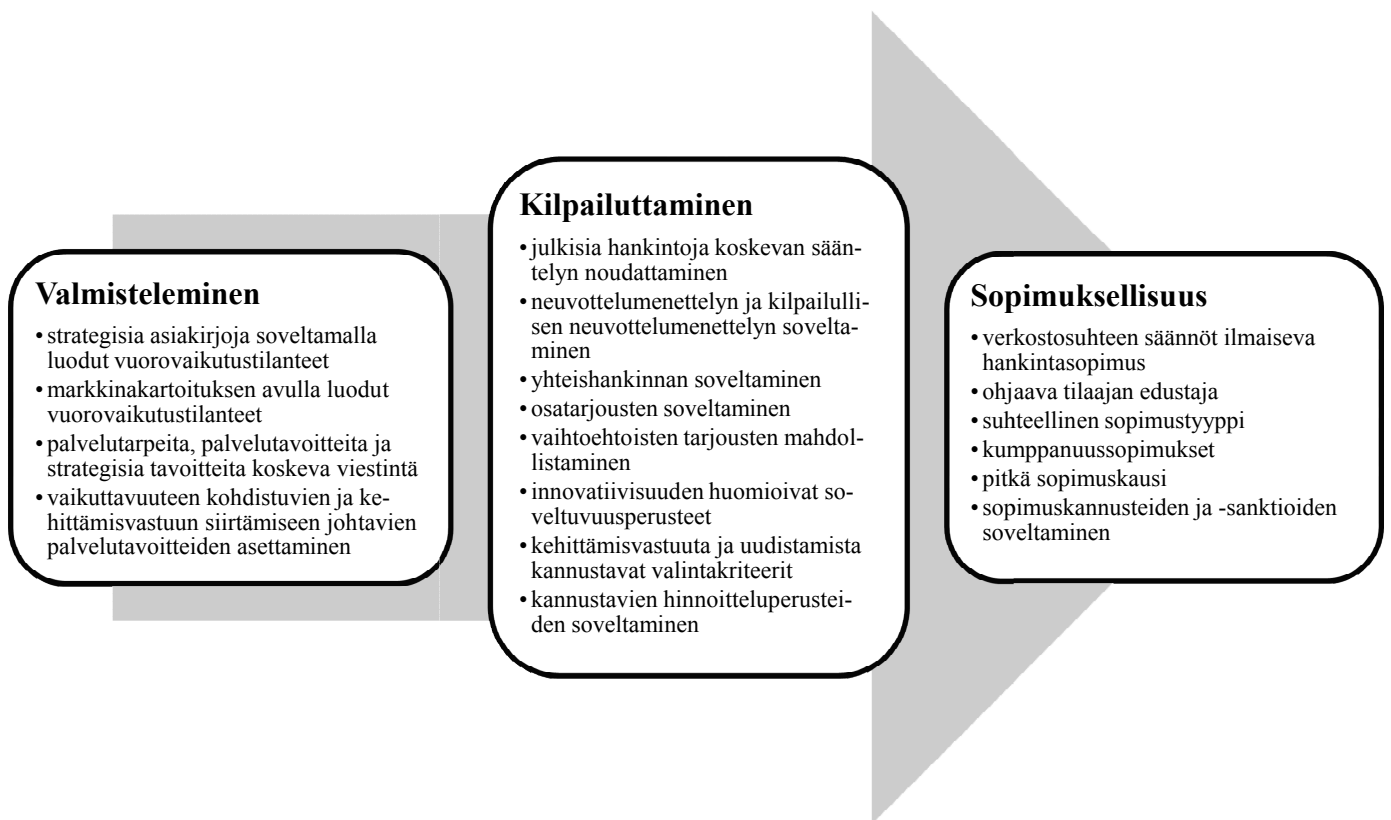 Valmisteleminen
• strategisia asiakirjoja soveltamalla
luodut vuorovaikutustilanteet
• markkinakartoituksen avulla luodut
vuorovaikutustilanteet
• palvelutarpeita, palvelutavoitteita ja
strategisia tavoitteita koskeva viestintä
• vaikuttavuuteen kohdistuvien ja ke-
hittämisvastuun siirtämiseen johtavien
palvelutavoitteiden asettaminen
Kilpailuttaminen
• julkisia hankintoja koskevan sään-
telyn noudattaminen
• neuvottelumenettelyn ja kilpailulli-
sen neuvottelumenettelyn sovelta-
minen
• yhteishankinnan soveltaminen
• osatarjousten soveltaminen
• vaihtoehtoisten tarjousten mahdol-
listaminen
• innovatiivisuuden huomioivat so-
veltuvuusperusteet
• kehittämisvastuuta ja uudistamista
kannustavat valintakriteerit
• kannustavien hinnoitteluperustei-
den soveltaminen
Sopimuksellisuus
• verkostosuhteen säännöt ilmaiseva
hankintasopimus
• ohjaava tilaajan edustaja
• suhteellinen sopimustyyppi
• kumppanuussopimukset
• pitkä sopimuskausi
• sopimuskannusteiden ja -sanktioiden
soveltaminen